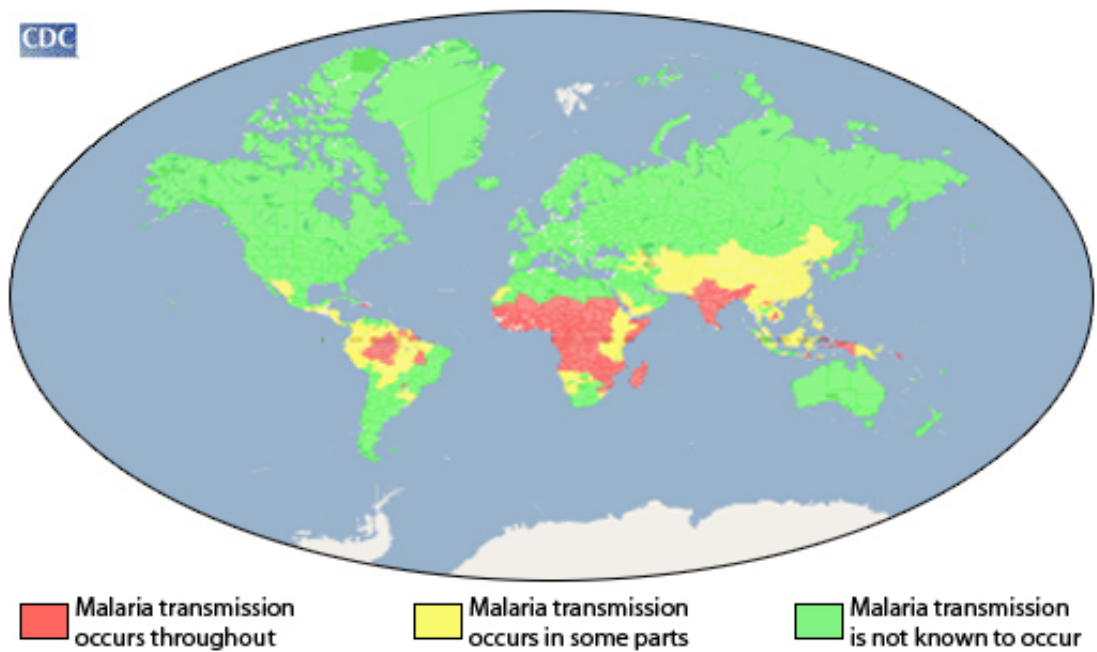 CDC
Malaria transmission
occurs throughout
Malaria transmission
occurs in some parts
Malaria transmission
is not known to occur